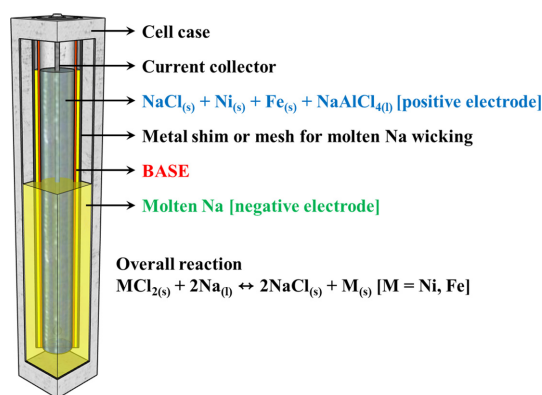 Cell case
Current collector
NaCl(s) + Ni(s) + Fe(s) + NaAlCl4(l) [positive electrode]
Metal shim or mesh for molten Na wicking
BASE
Molten Na [negative electrode]
Overall reaction
MCl2(s) + 2Na(l) ↔ 2NaCl(s) + M(s) [M = Ni, Fe]